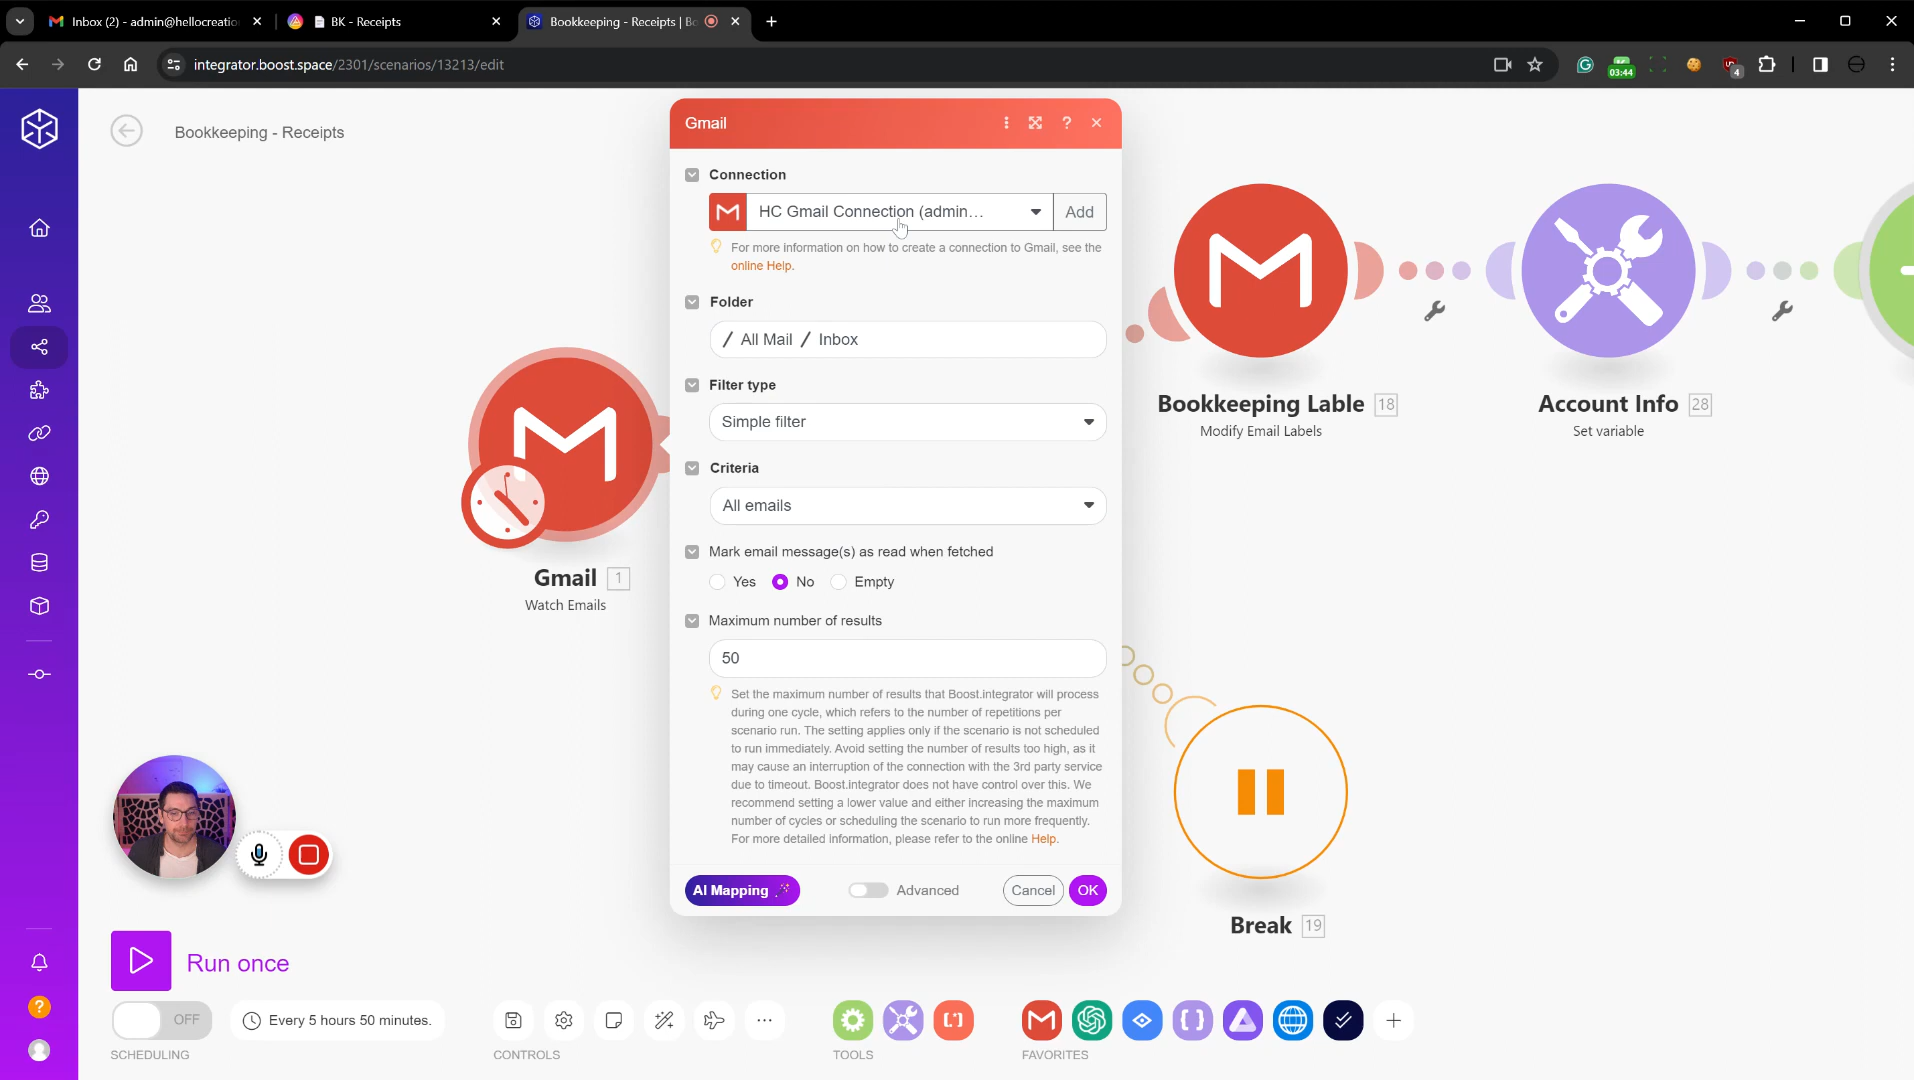 Inbox (2) - admin@hellocreatio
BK - Receipts
Bookkeeping - Receipts | Bo
integrator.boost.space/2301/scenarios/13213/edit
03:44
4
Bookkeeping - Receipts
Gmail
Connection
HC Gmail Connection (admin...
Add
For more information on how to create a connection to Gmail, see the
online Help.
Folder
/ All Mail / Inbox
Filter type
Simple filter
Criteria
All emails
Mark email message(s) as read when fetched
Yes No Empty
Maximum number of results
50
Set the maximum number of results that Boost.integrator will process
during one cycle, which refers to the number of repetitions per
scenario run. The setting applies only if the scenario is not scheduled
to run immediately. Avoid setting the number of results too high, as it
may cause an interruption of the connection with the 3rd party service
due to timeout. Boost.integrator does not have control over this. We
recommend setting a lower value and either increasing the maximum
number of cycles or scheduling the scenario to run more frequently.
For more detailed information, please refer to the online Help.
AI Mapping
Advanced
Cancel
OK
Gmail 1
Watch Emails
Bookkeeping Lable 18
Modify Email Labels
Account Info 28
Set variable
Break 19
Run once
OFF
Every 5 hours 50 minutes.
SCHEDULING
CONTROLS
TOOLS
FAVORITES